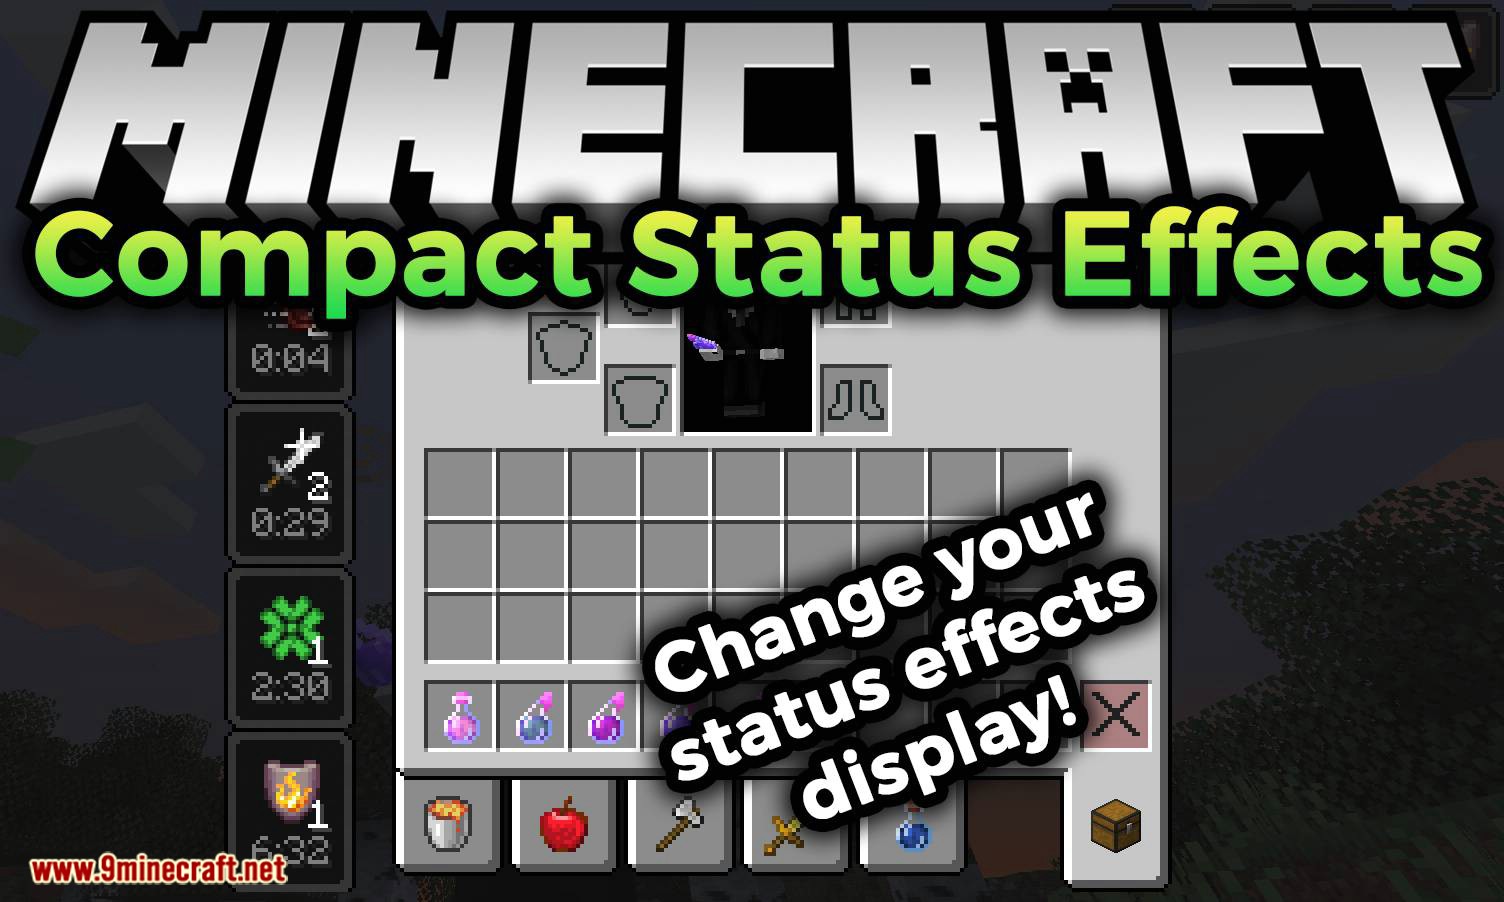 MINECRAFT
Compact Status Effects
0:04
2
0:29
1
2:30
1
6:32
Change your
status effects
display!
www.9minecraft.net